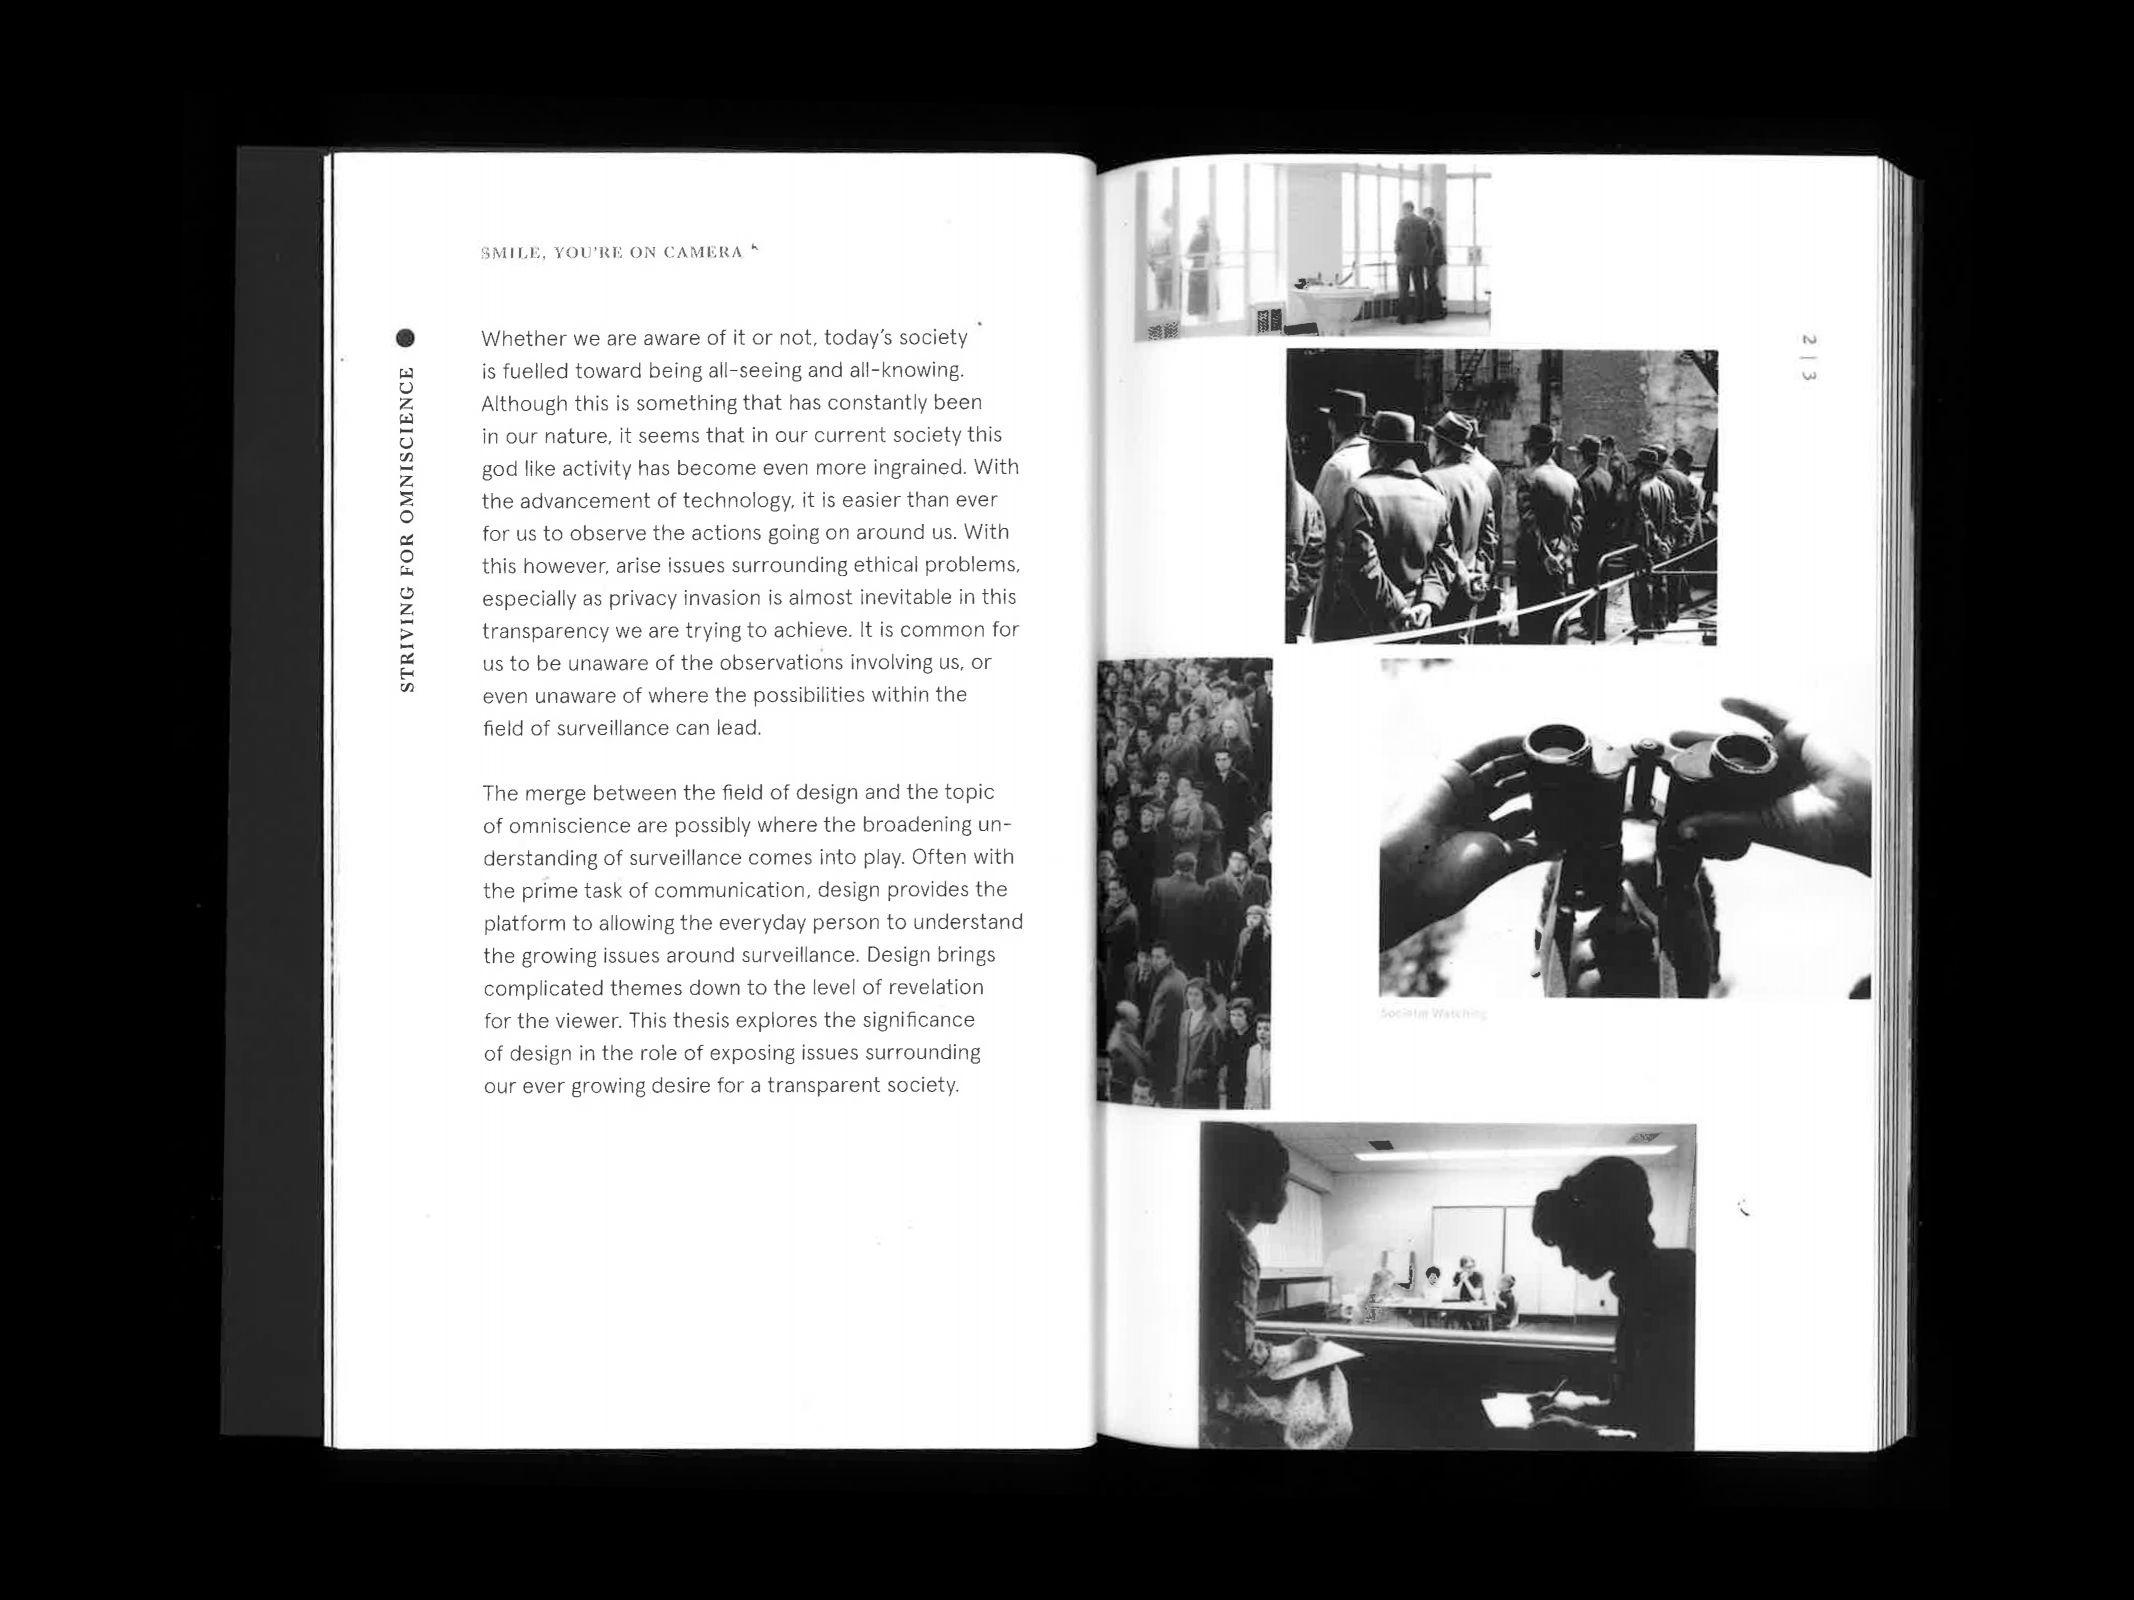 SMILE, YOU'RE ON CAMERA
STRIVING FOR OMNISCIENCE
Whether we are aware of it or not, today's society
is fuelled toward being all-seeing and all-knowing.
Although this is something that has constantly been
in our nature, it seems that in our current society this
god like activity has become even more ingrained. With
the advancement of technology, it is easier than ever
for us to observe the actions going on around us. With
this however, arise issues surrounding ethical problems,
especially as privacy invasion is almost inevitable in this
transparency we are trying to achieve. It is common for
us to be unaware of the observations involving us, or
even unaware of where the possibilities within the
field of surveillance can lead.
The merge between the field of design and the topic
of omniscience are possibly where the broadening un-
derstanding of surveillance comes into play. Often with
the prime task of communication, design provides the
platform to allowing the everyday person to understand
the growing issues around surveillance. Design brings
complicated themes down to the level of revelation
for the viewer. This thesis explores the significance
of design in the role of exposing issues surrounding
our ever growing desire for a transparent society.
2 | 3
Watching